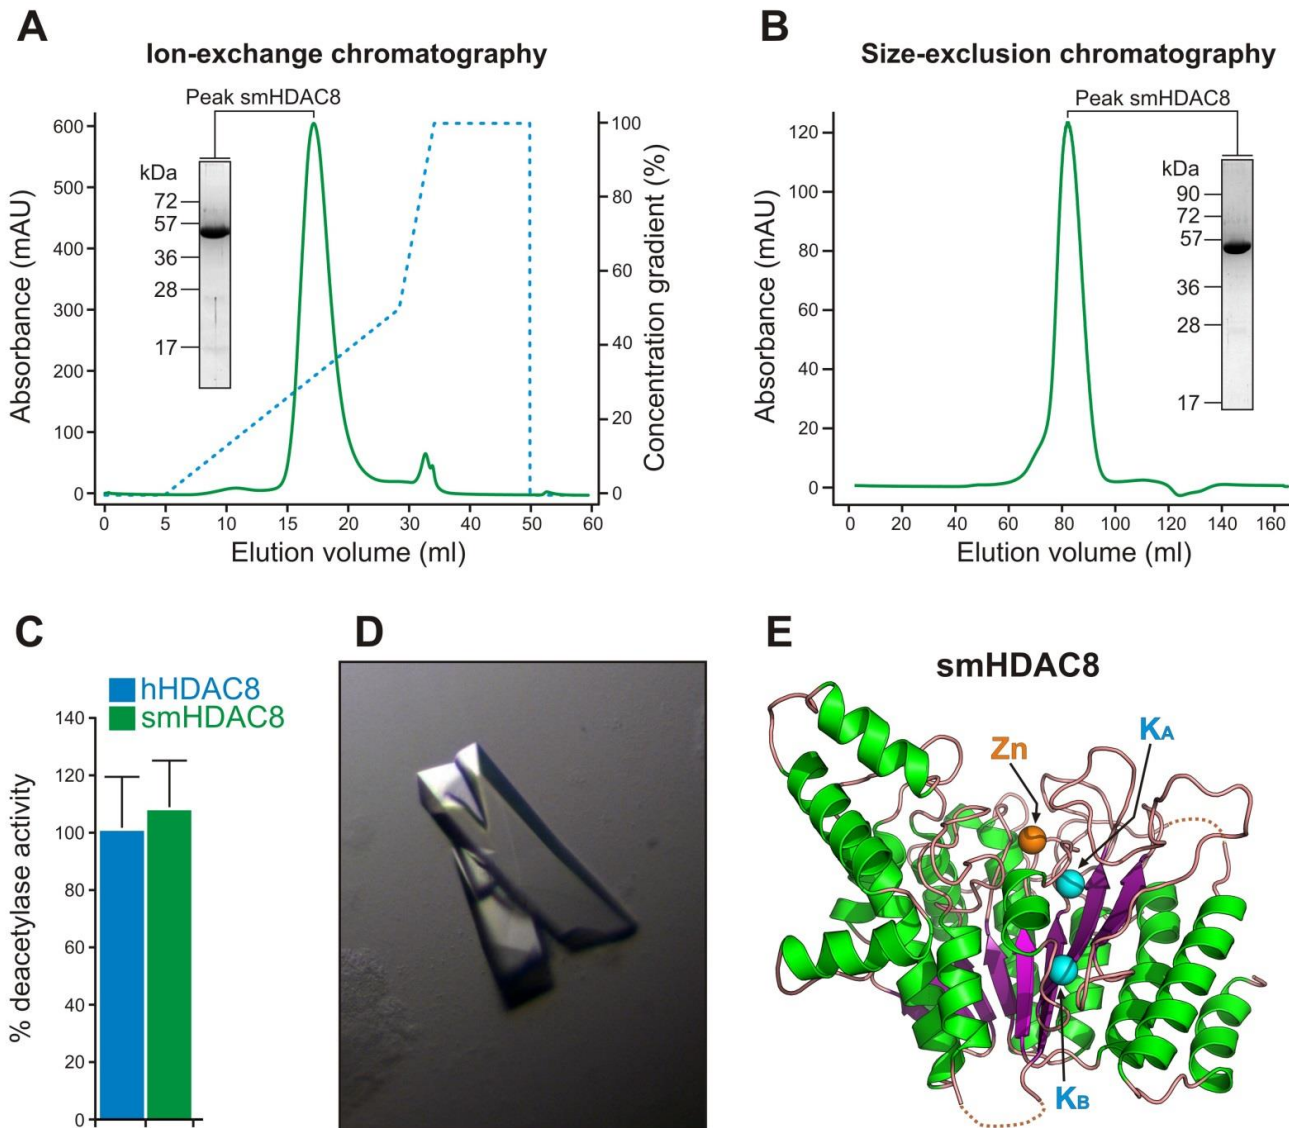 A
Ion-exchange chromatography
Peak smHDAC8
600
500
400
300
200
100
0
Absorbance (mAU)
kDa
72
57
36
28
17
100
80
60
40
20
0
Concentration gradient (%)
0 5 10 15 20 30 40 50 60
Elution volume (ml)
B
Size-exclusion chromatography
Peak smHDAC8
120
100
80
60
40
20
0
Absorbance (mAU)
kDa
90
72
57
36
28
17
0 20 40 60 80 100 120 140 160
Elution volume (ml)
C
hHDAC8
smHDAC8
140
120
100
80
60
40
20
0
% deacetylase activity
D
E
smHDAC8
Zn
KA
KB